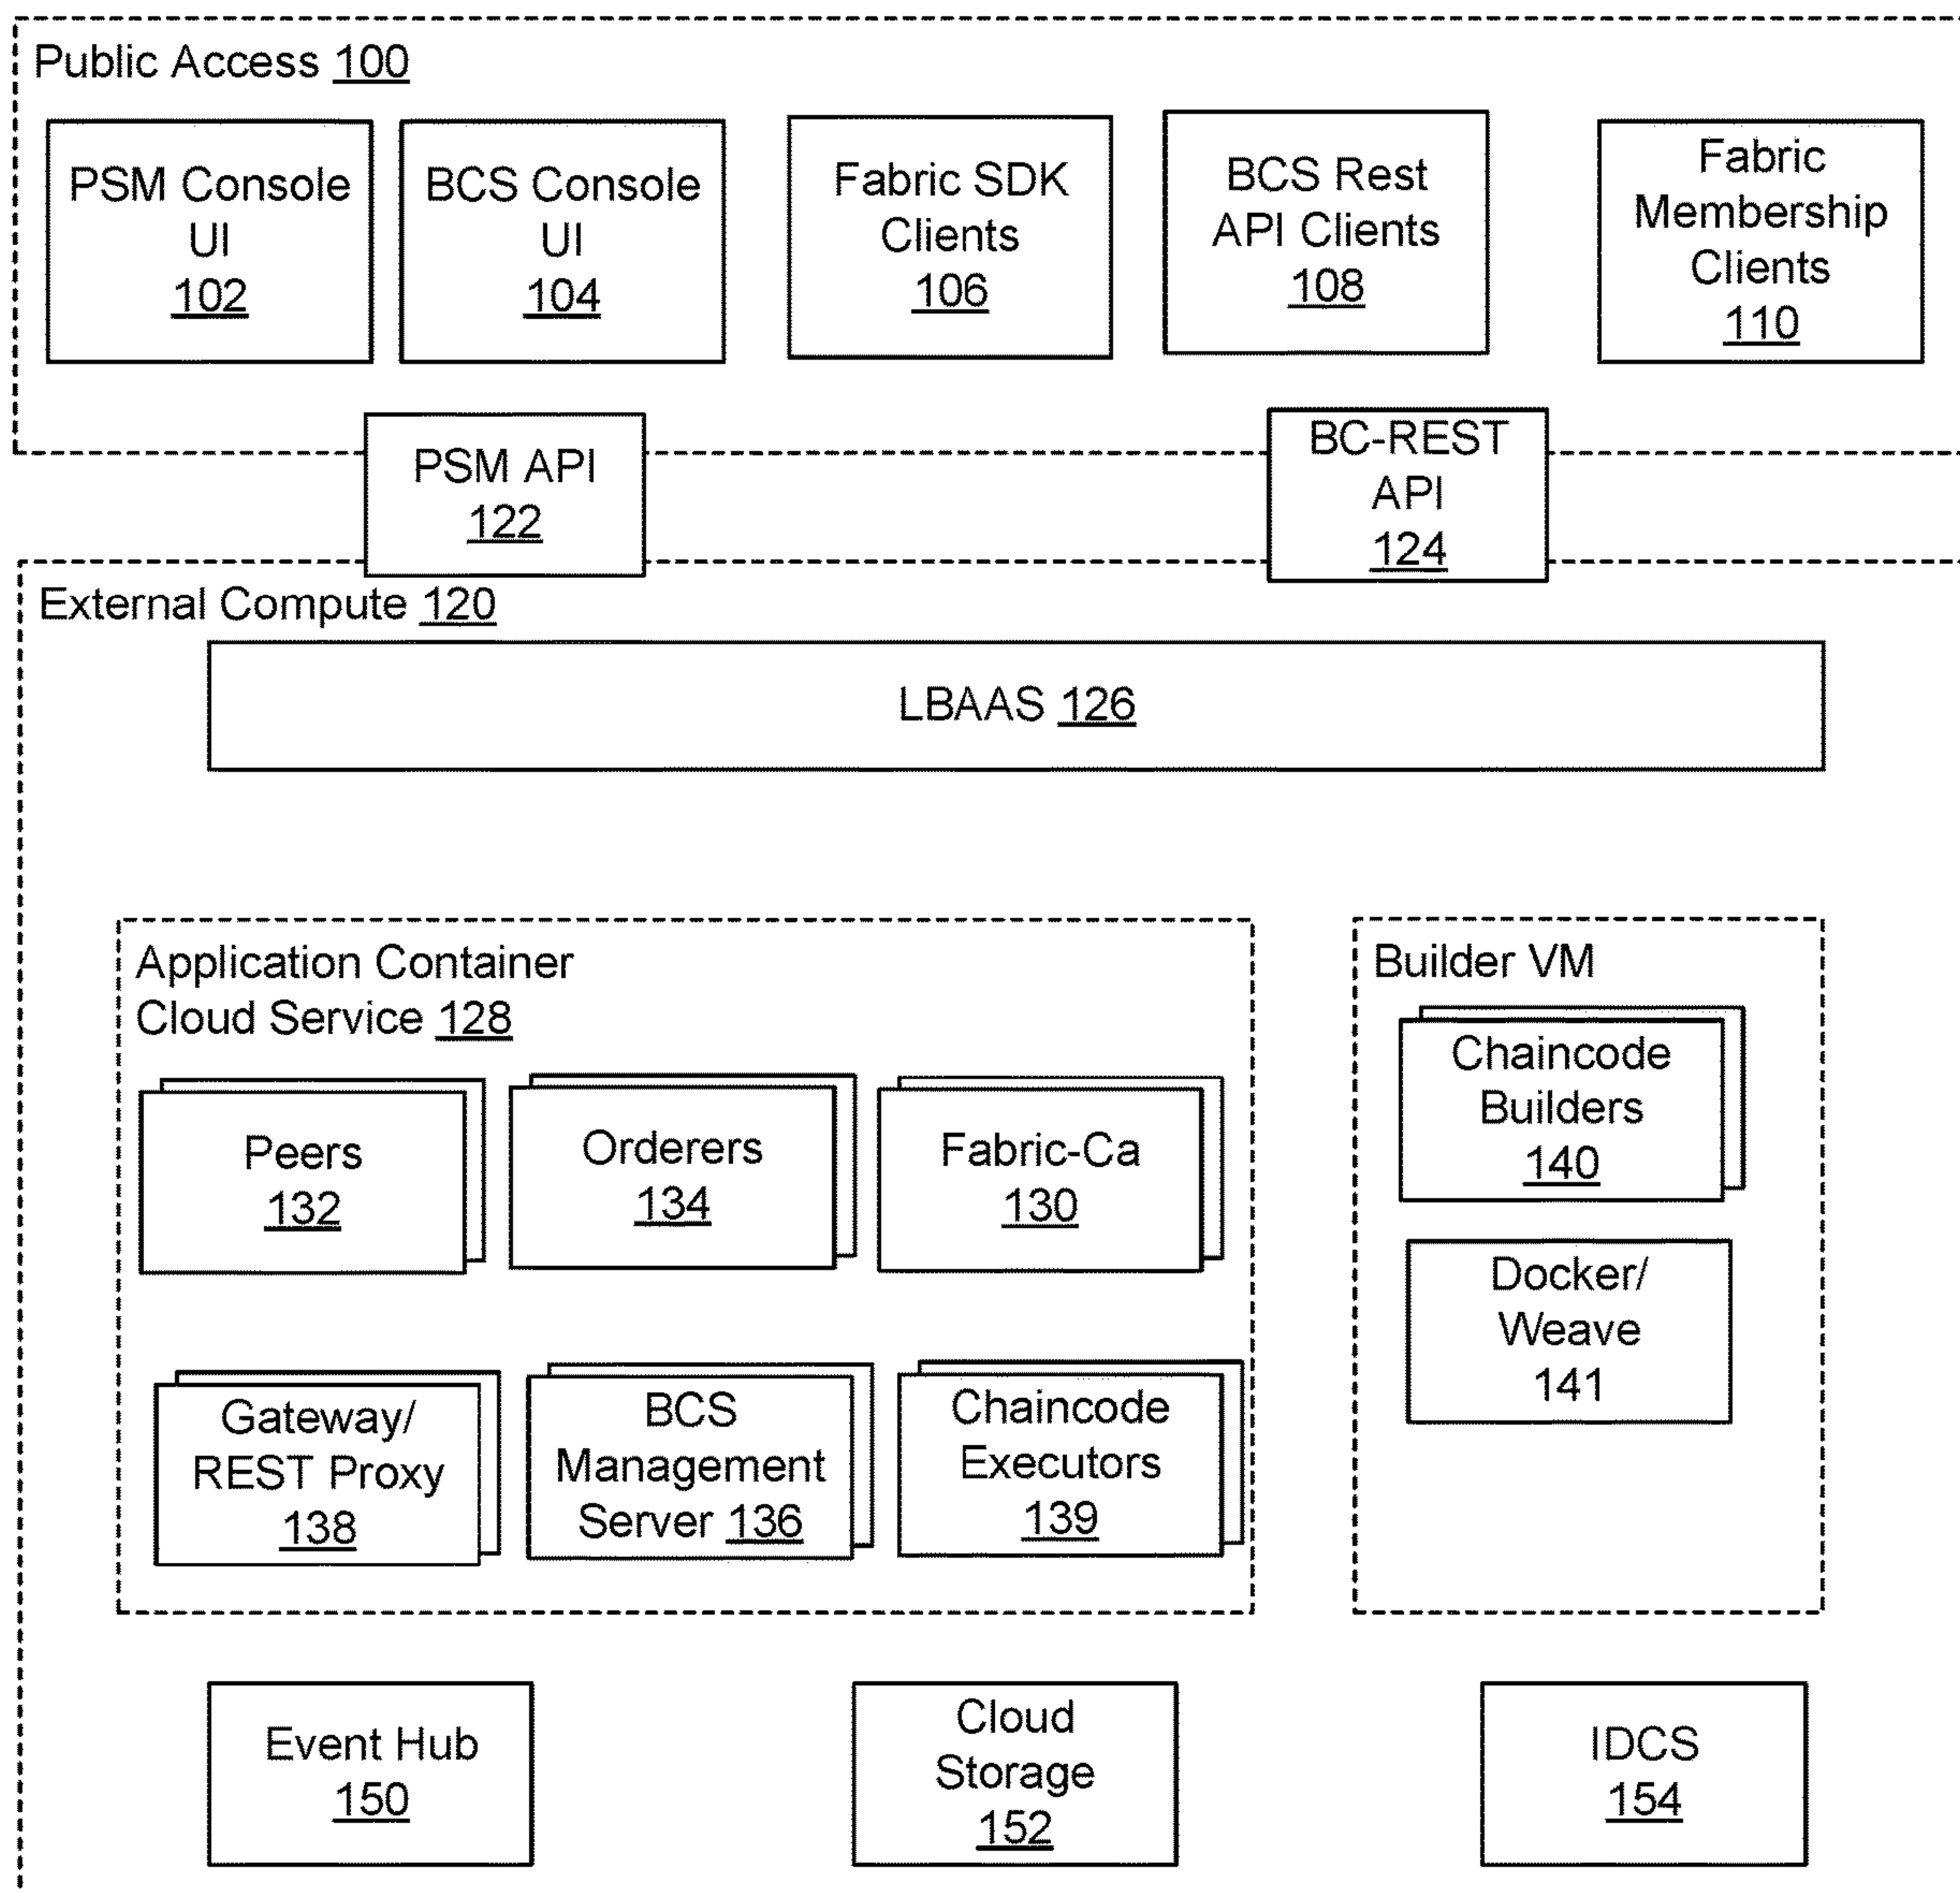 Public Access 100
PSM Console
UI
102
BCS Console
UI
104
Fabric SDK
Clients
106
BCS Rest
API Clients
108
Fabric
Membership
Clients
110
PSM API
122
BC-REST
API
124
External Compute 120
LBAAS 126
Application Container
Cloud Service 128
Peers
132
Orderers
134
Fabric-Ca
130
Gateway/
REST Proxy
138
BCS
Management
Server 136
Chaincode
Executors
139
Builder VM
Chaincode
Builders
140
Docker/
Weave
141
Event Hub
150
Cloud
Storage
152
IDCS
154